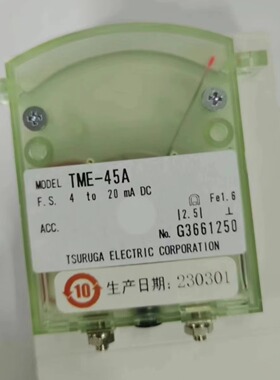 MODEL TME-45A
F.S. 4 to 20 mA DC
Fe1.6
ACC. |2.5| ⊥
No. G3661250
TSURUGA ELECTRIC CORPORATION
10 生产日期: 230301